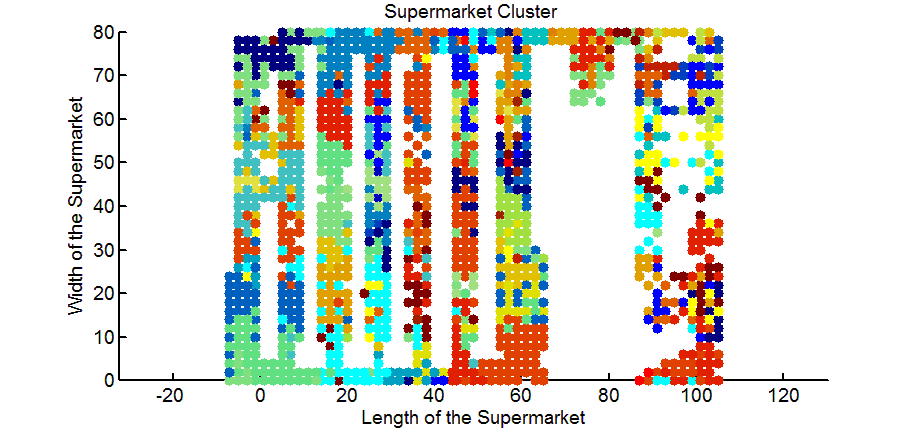 Supermarket Cluster
80
70
60
50
40
30
20
10
0
Width of the Supermarket
-20 0 20 40 60 80 100 120
Length of the Supermarket